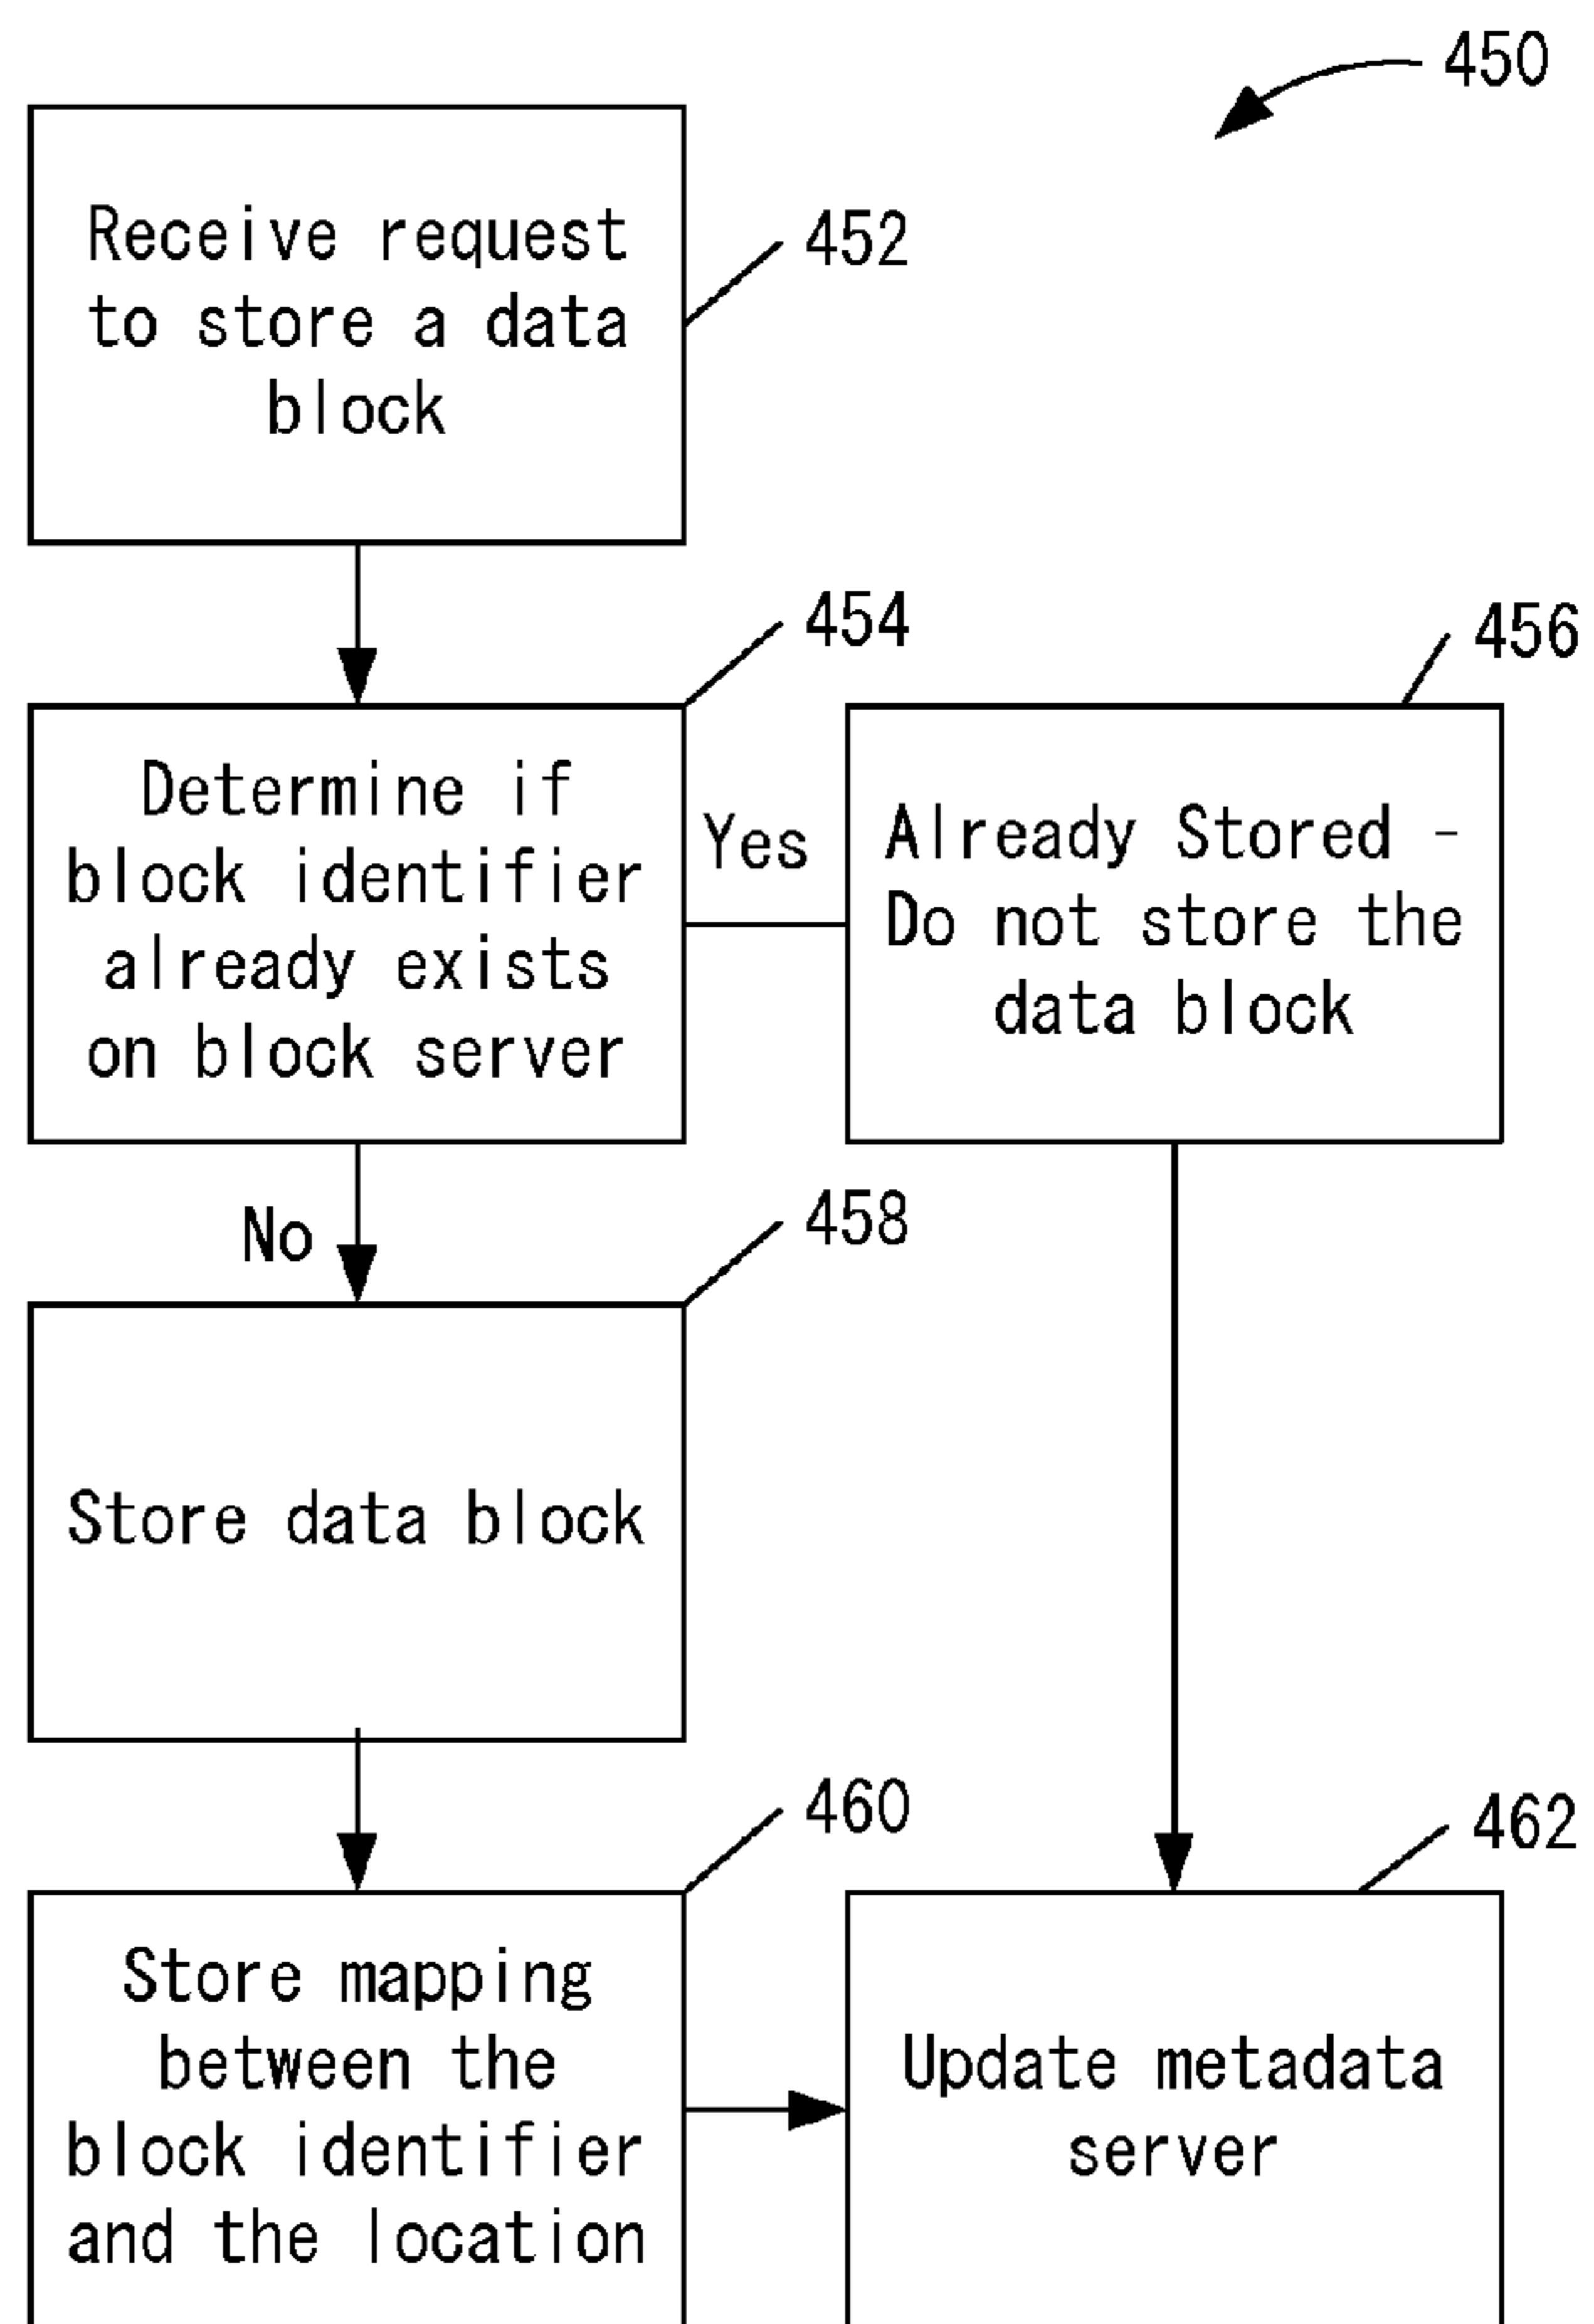 450
Receive request
to store a data
block
452
454
Determine if
block identifier
already exists
on block server
Yes
456
Already Stored -
Do not store the
data block
No
458
Store data block
460
Store mapping
between the
block identifier
and the location
462
Update metadata
server